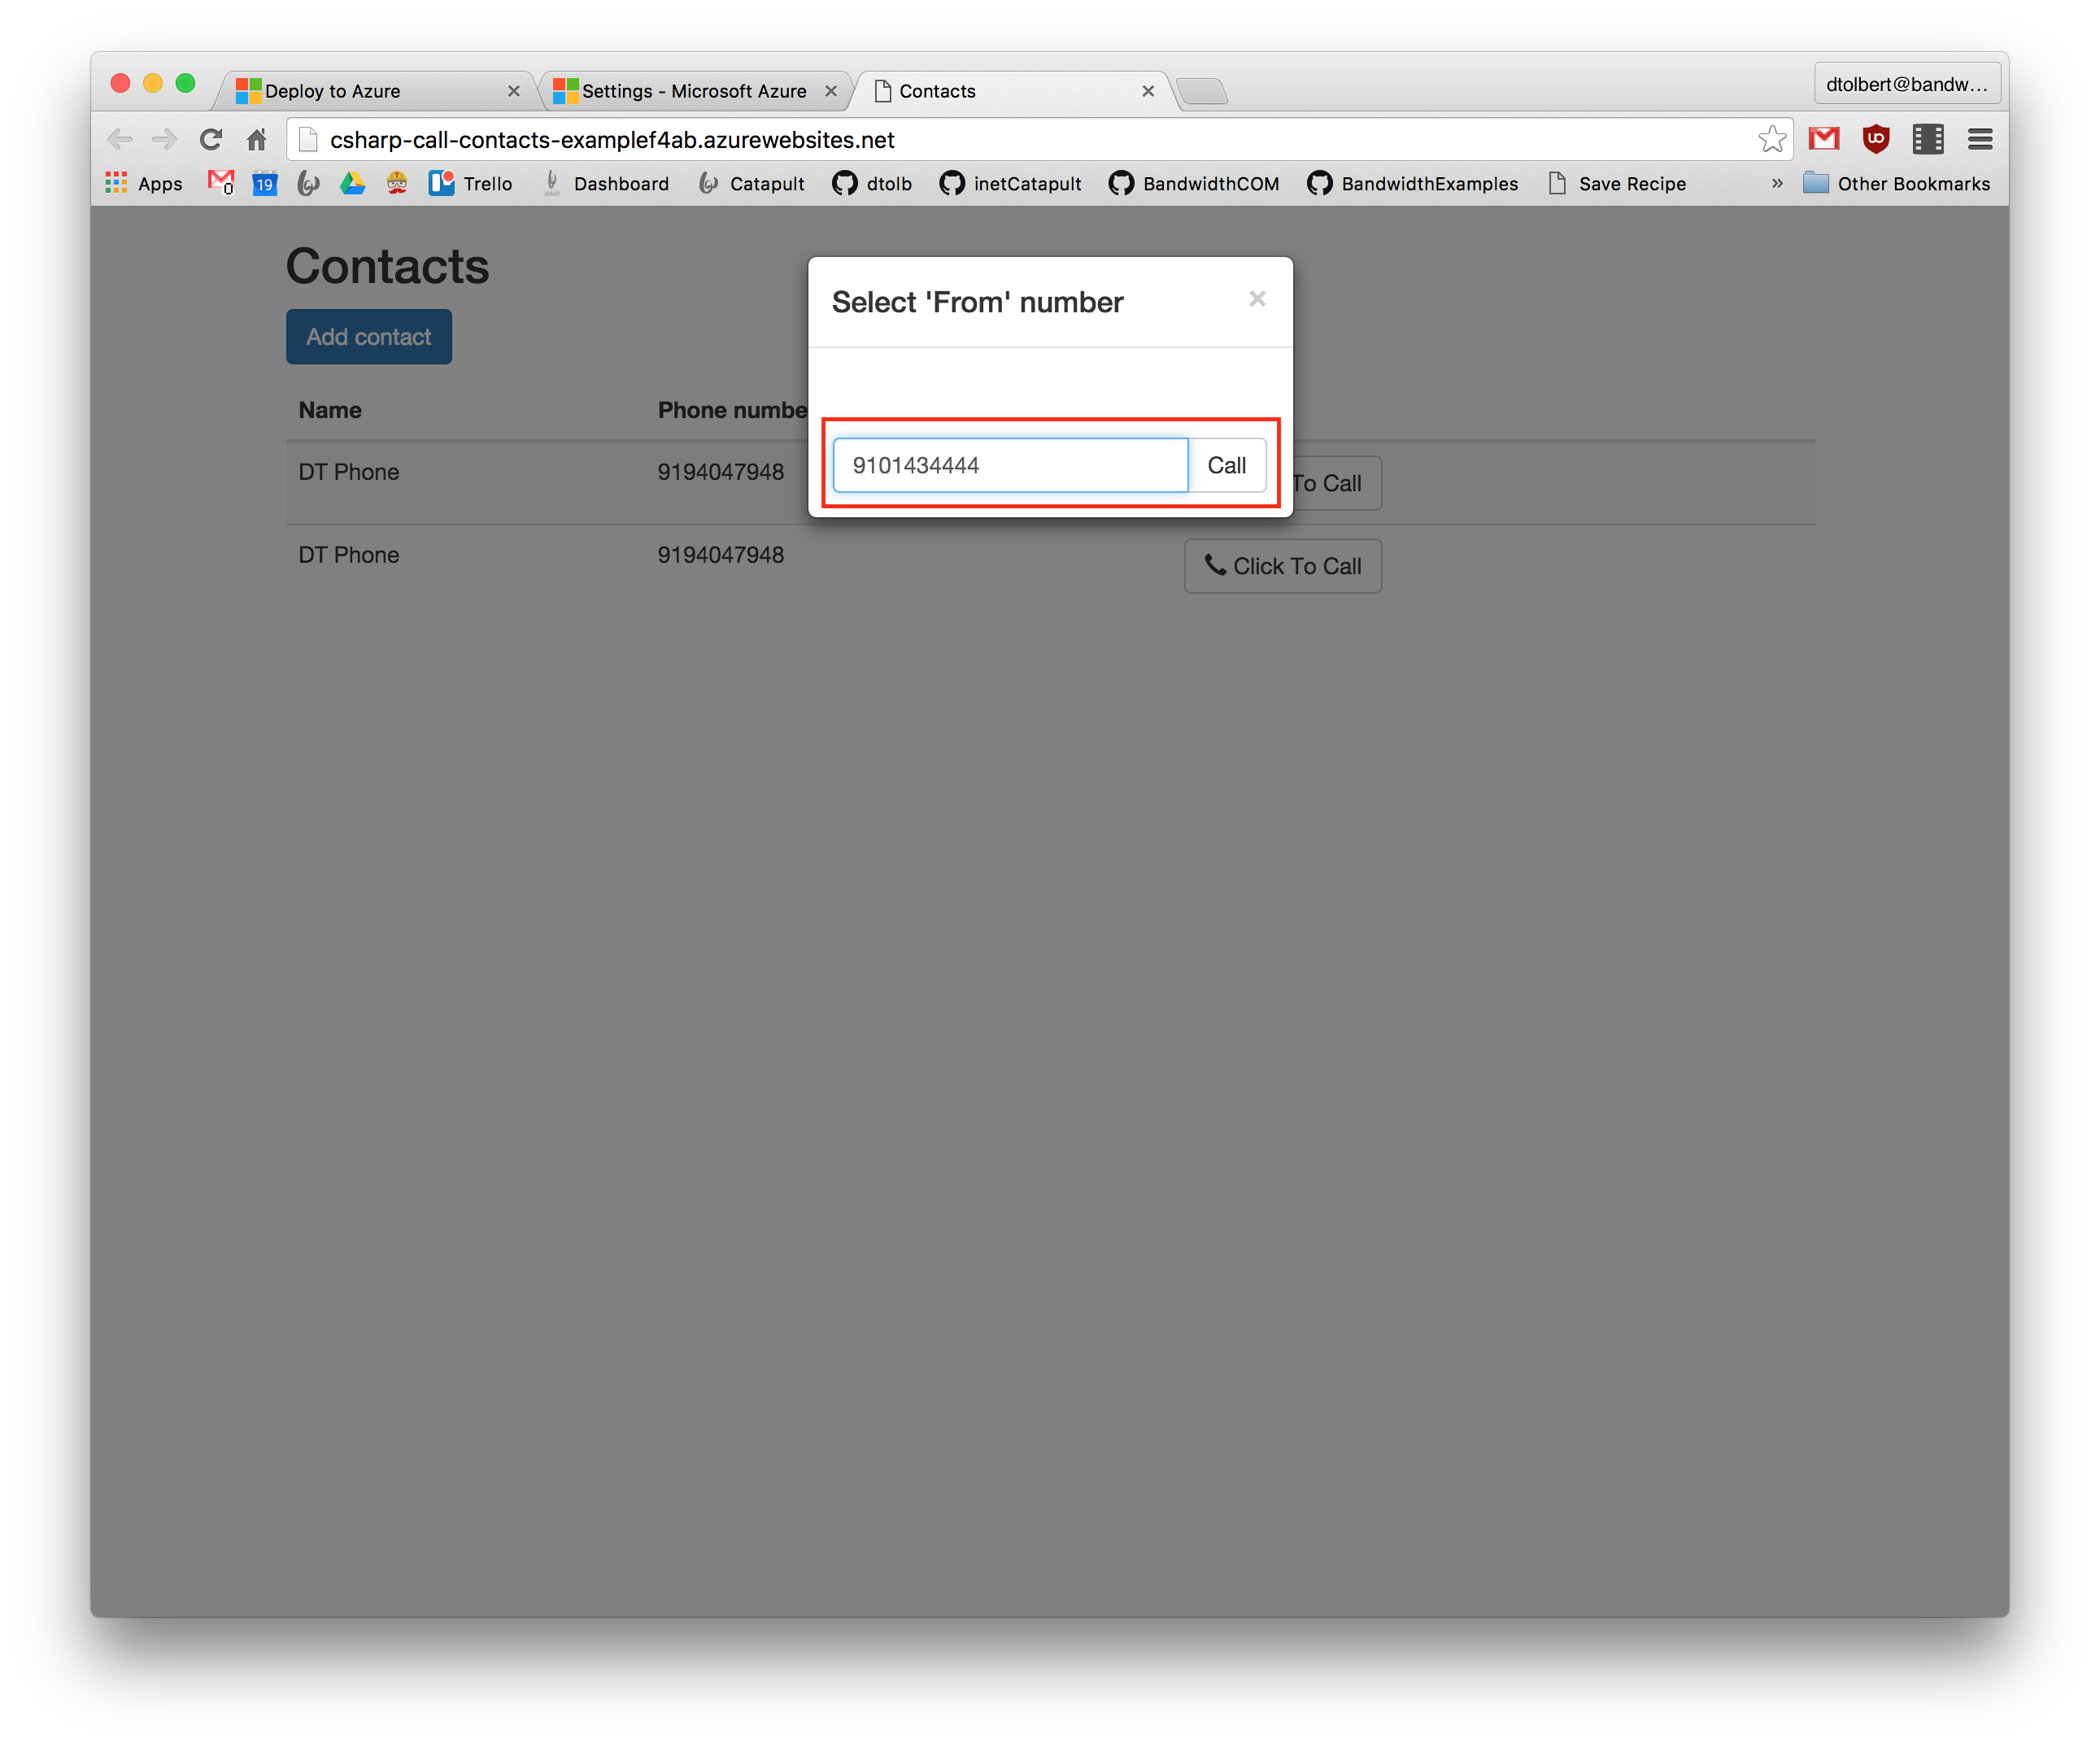 Deploy to Azure
Settings - Microsoft Azure
Contacts
dtolbert@bandw...
csharp-call-contacts-examplef4ab.azurewebsites.net
Apps 0 19 Trello Dashboard Catapult dtolb inetCatapult BandwidthCOM BandwidthExamples Save Recipe » Other Bookmarks
Contacts
Select 'From' number ×
Add contact
Name Phone numbe
9101434444 Call
DT Phone 9194047948 To Call
DT Phone 9194047948 Click To Call